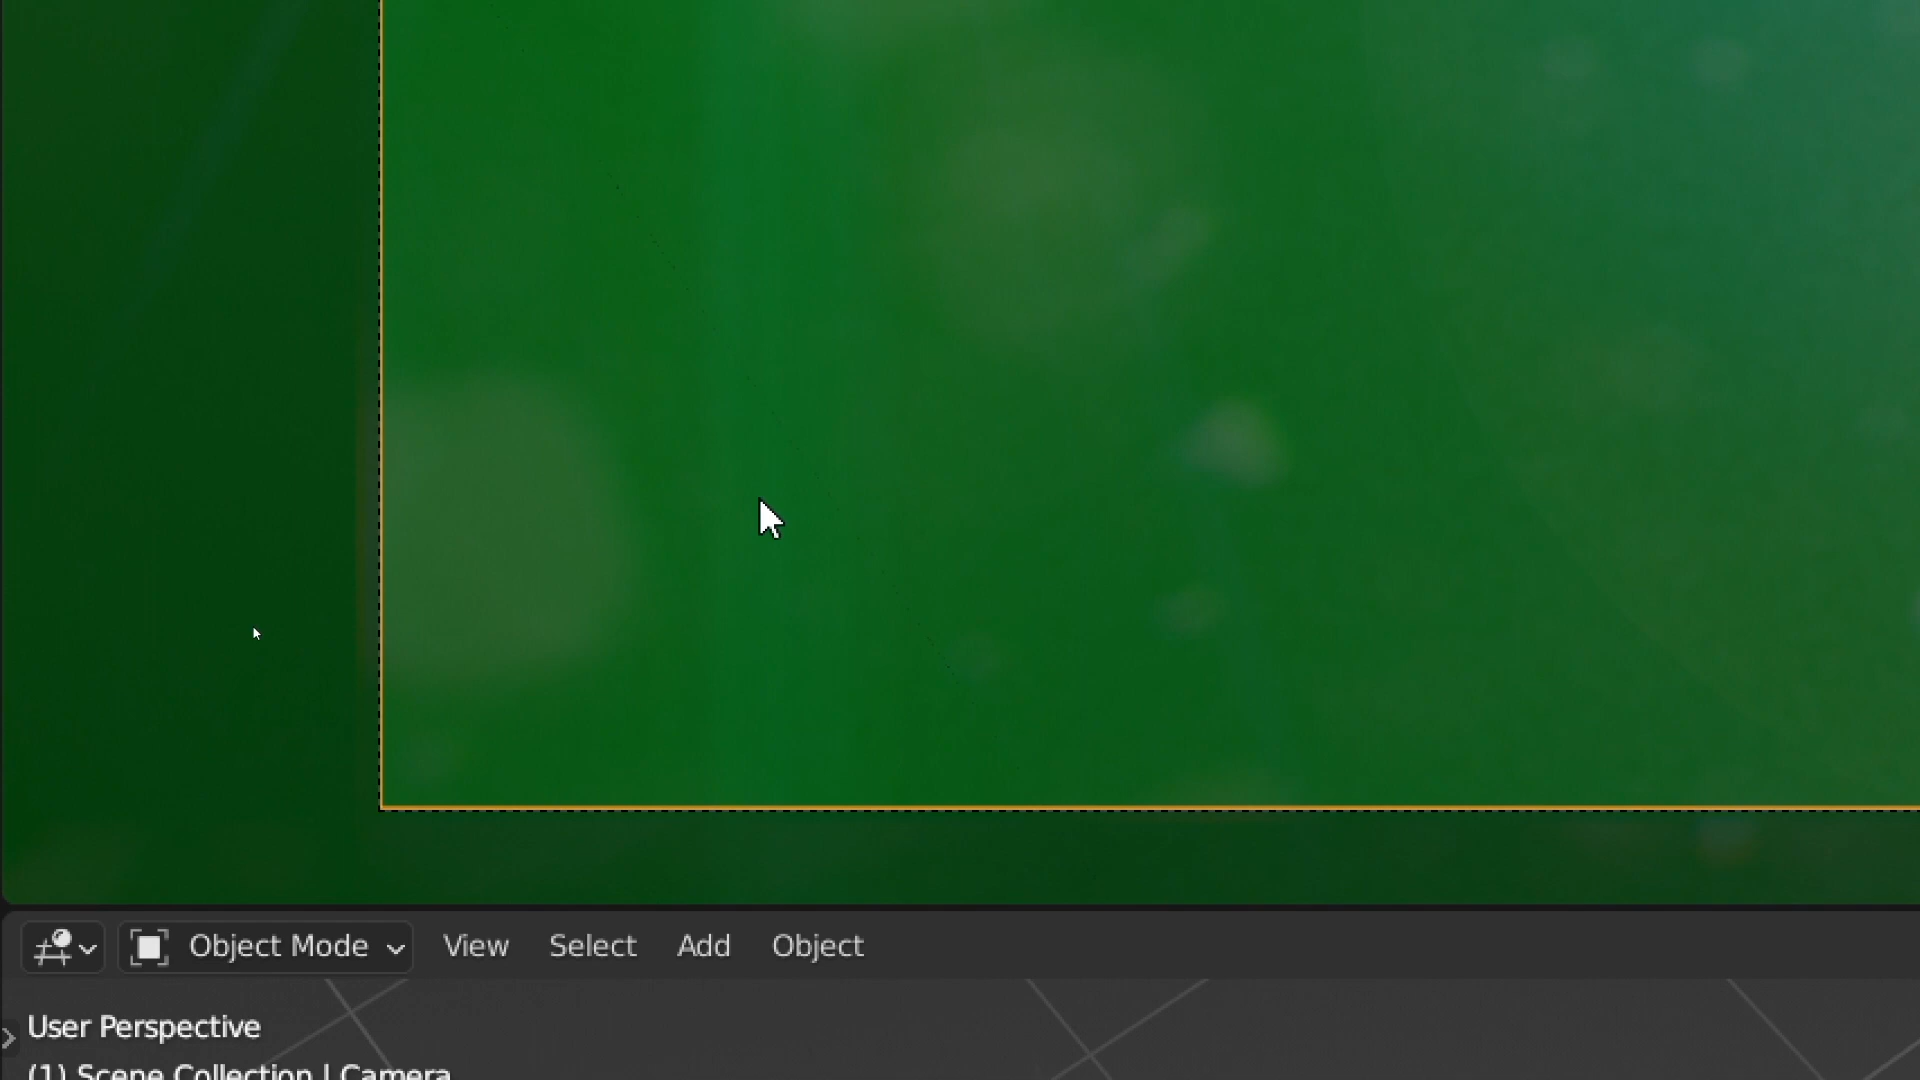 Object Mode View Select Add Object
User Perspective
(1) Scene Collection | Camera